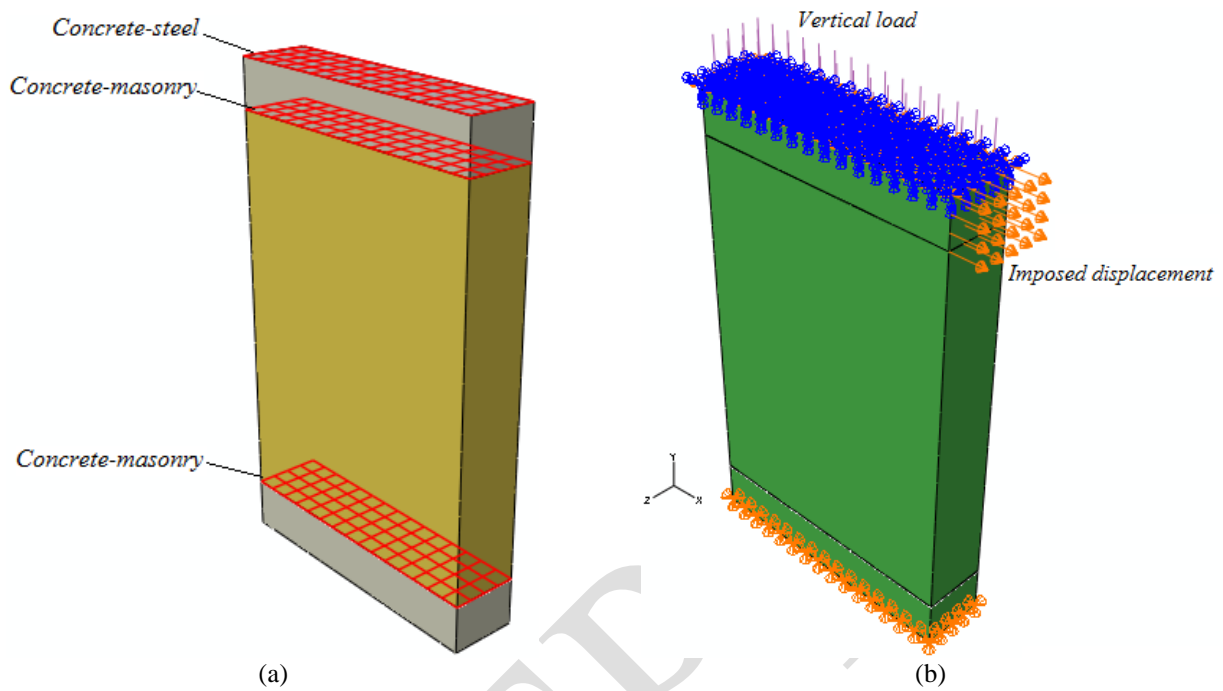 Concrete-steel
Concrete-masonry
Concrete-masonry
(a)
Vertical load
Imposed displacement
Y
Z
X
(b)